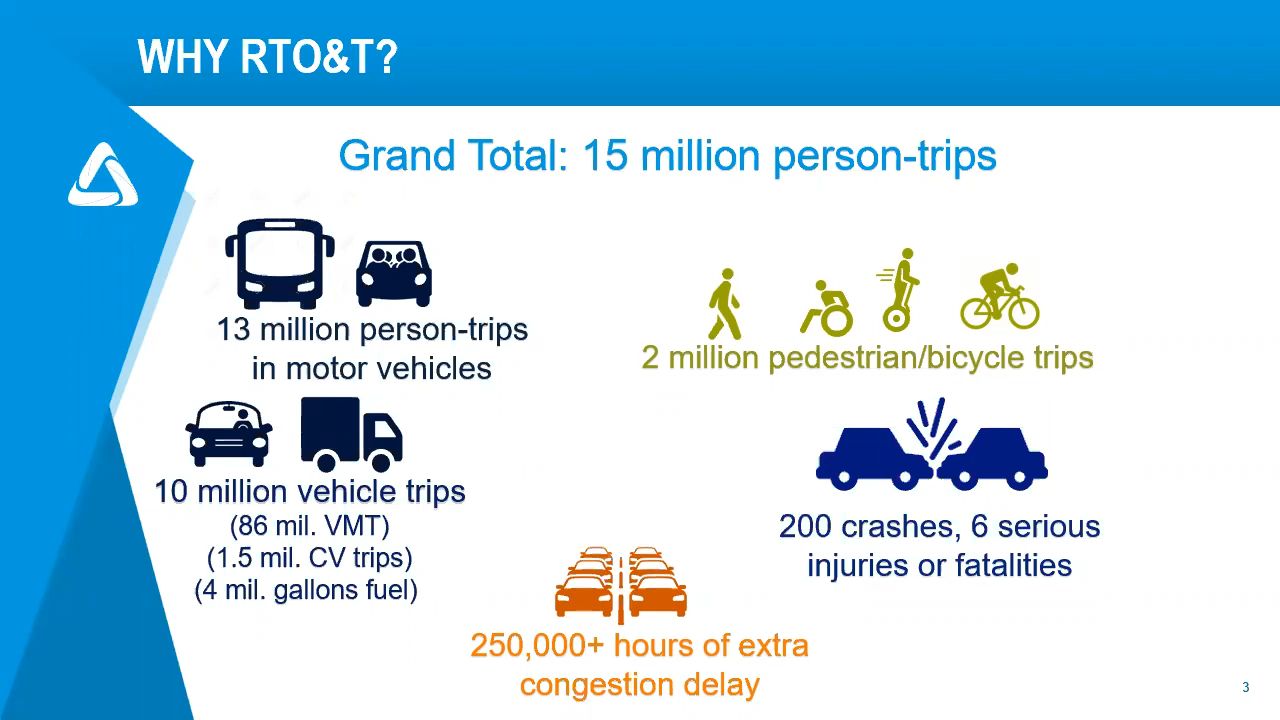 WHY RTO&T?
Grand Total: 15 million person-trips
13 million person-trips
in motor vehicles
2 million pedestrian/bicycle trips
10 million vehicle trips
(86 mil. VMT)
(1.5 mil. CV trips)
(4 mil. gallons fuel)
200 crashes, 6 serious
injuries or fatalities
250,000+ hours of extra
congestion delay
3